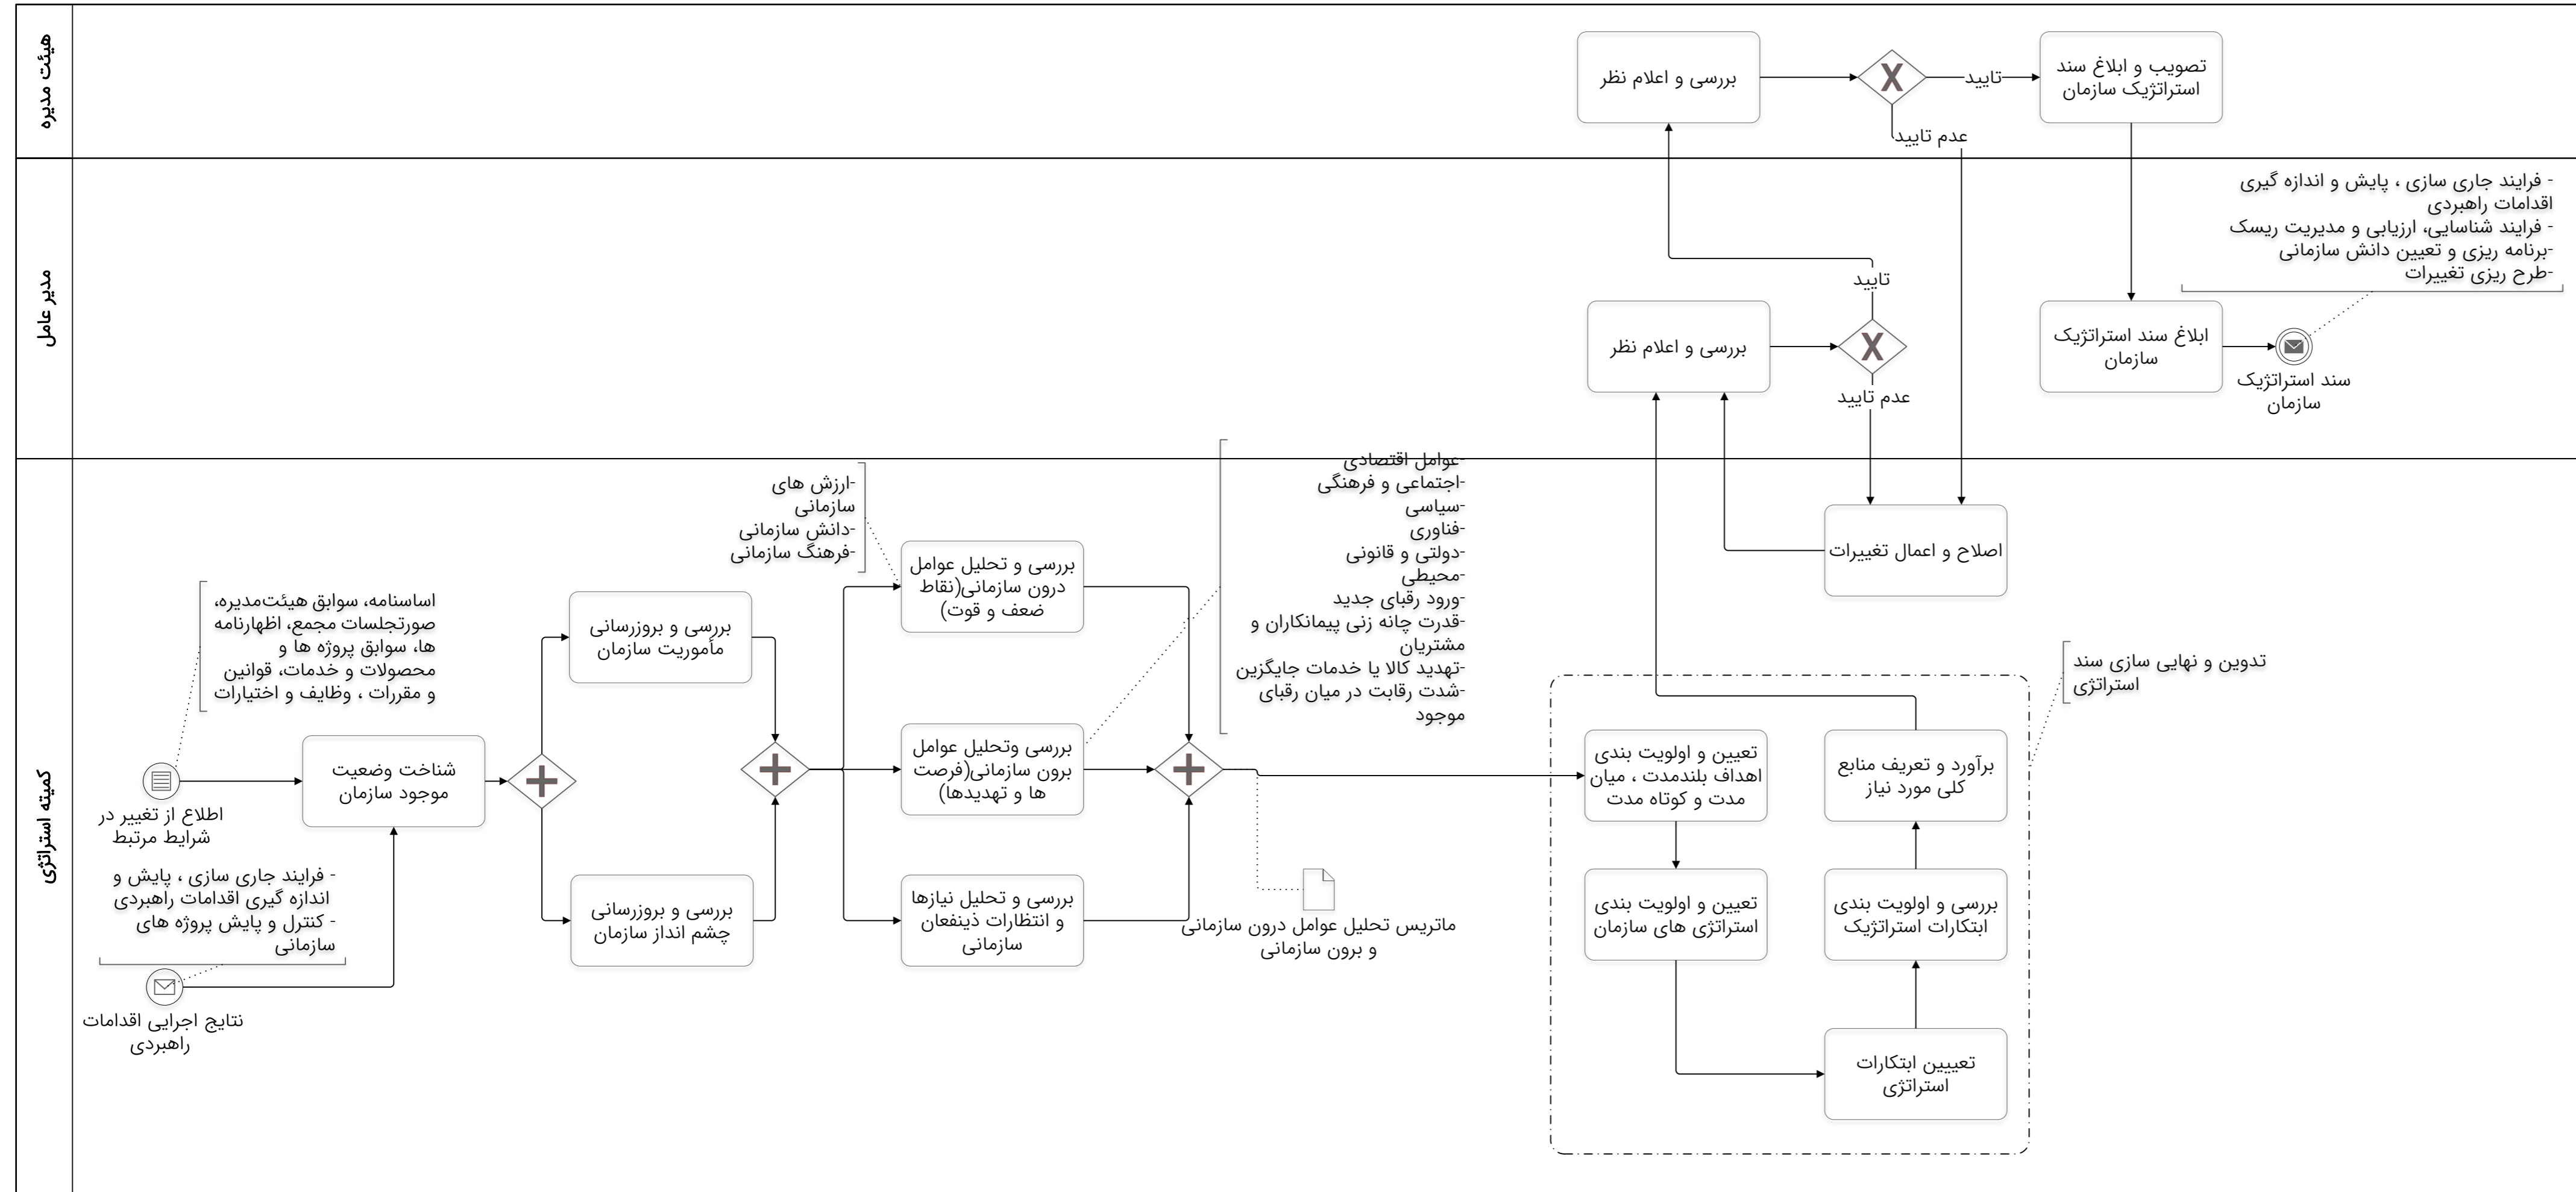 هیئت مدیره
بررسی و اعلام نظر
تایید
عدم تایید
تصویب و ابلاغ سند
استراتژیک سازمان
مدیر عامل
- فرایند جاری سازی ، پایش و اندازه گیری
اقدامات راهبردی
- فرایند شناسایی، ارزیابی و مدیریت ریسک
-برنامه ریزی و تعیین دانش سازمانی
-طرح ریزی تغییرات
تایید
بررسی و اعلام نظر
عدم تایید
ابلاغ سند استراتژیک
سازمان
سند استراتژیک
سازمان
کمیته استراتژی
اساسنامه، سوابق هیئت‌مدیره،
صورتجلسات مجمع، اظهارنامه
ها، سوابق پروژه ها و
محصولات و خدمات، قوانین
و مقررات ، وظایف و اختیارات
اطلاع از تغییر در
شرایط مرتبط
- فرایند جاری سازی ، پایش و
اندازه گیری اقدامات راهبردی
- کنترل و پایش پروژه های
سازمانی
نتایج اجرایی اقدامات
راهبردی
شناخت وضعیت
موجود سازمان
بررسی و بروزرسانی
مأموریت سازمان
بررسی و بروزرسانی
چشم انداز سازمان
-ارزش های
سازمانی
-دانش سازمانی
-فرهنگ سازمانی
بررسی و تحلیل عوامل
درون سازمانی(نقاط
ضعف و قوت)
بررسی وتحلیل عوامل
برون سازمانی(فرصت
ها و تهدیدها)
بررسی و تحلیل نیازها
و انتظارات ذینفعان
سازمانی
-عوامل اقتصادی
-اجتماعی و فرهنگی
-سیاسی
-فناوری
-دولتی و قانونی
-محیطی
-ورود رقبای جدید
-قدرت چانه زنی پیمانکاران و
مشتریان
-تهدید کالا یا خدمات جایگزین
-شدت رقابت در میان رقبای
موجود
ماتریس تحلیل عوامل درون سازمانی
و برون سازمانی
اصلاح و اعمال تغییرات
تدوین و نهایی سازی سند
استراتژی
تعیین و اولویت بندی
اهداف بلندمدت ، میان
مدت و کوتاه مدت
تعیین و اولویت بندی
استراتژی های سازمان
تعییین ابتکارات
استراتژی
بررسی و اولویت بندی
ابتکارات استراتژیک
برآورد و تعریف منابع
کلی مورد نیاز